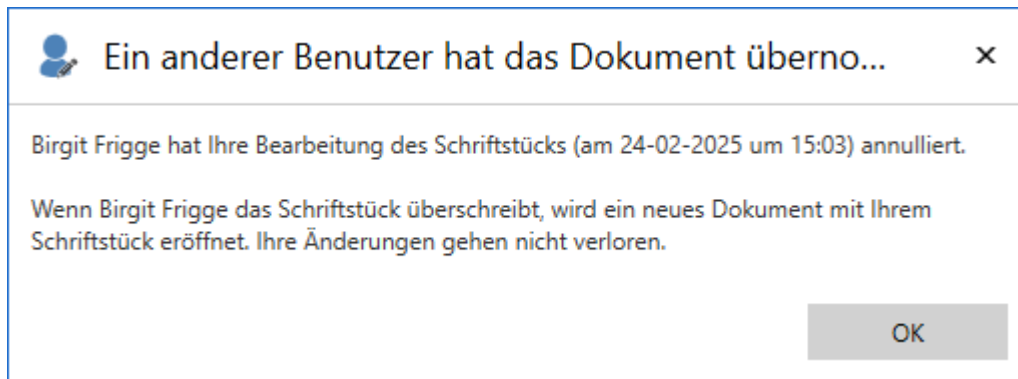 Ein anderer Benutzer hat das Dokument überno...
Birgit Frigge hat Ihre Bearbeitung des Schriftstücks (am 24-02-2025 um 15:03) annulliert.
Wenn Birgit Frigge das Schriftstück überschreibt, wird ein neues Dokument mit Ihrem
Schriftstück eröffnet. Ihre Änderungen gehen nicht verloren.
OK